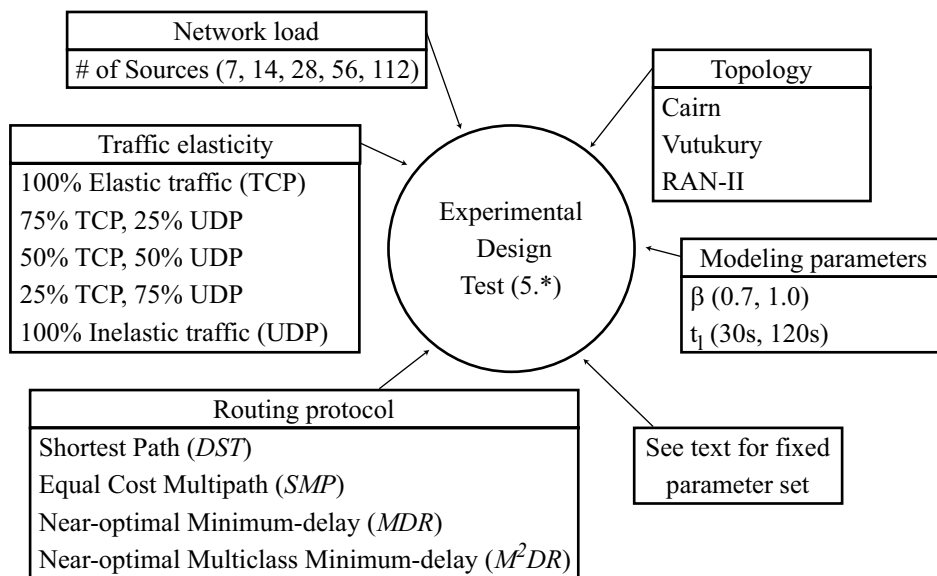 Network load
# of Sources (7, 14, 28, 56, 112)
Topology
Cairn
Vutukury
RAN-II
Traffic elasticity
100% Elastic traffic (TCP)
75% TCP, 25% UDP
50% TCP, 50% UDP
25% TCP, 75% UDP
100% Inelastic traffic (UDP)
Experimental
Design
Test (5.*)
Modeling parameters
β (0.7, 1.0)
t_l (30s, 120s)
Routing protocol
Shortest Path (DST)
Equal Cost Multipath (SMP)
Near-optimal Minimum-delay (MDR)
Near-optimal Multiclass Minimum-delay (M²DR)
See text for fixed
parameter set